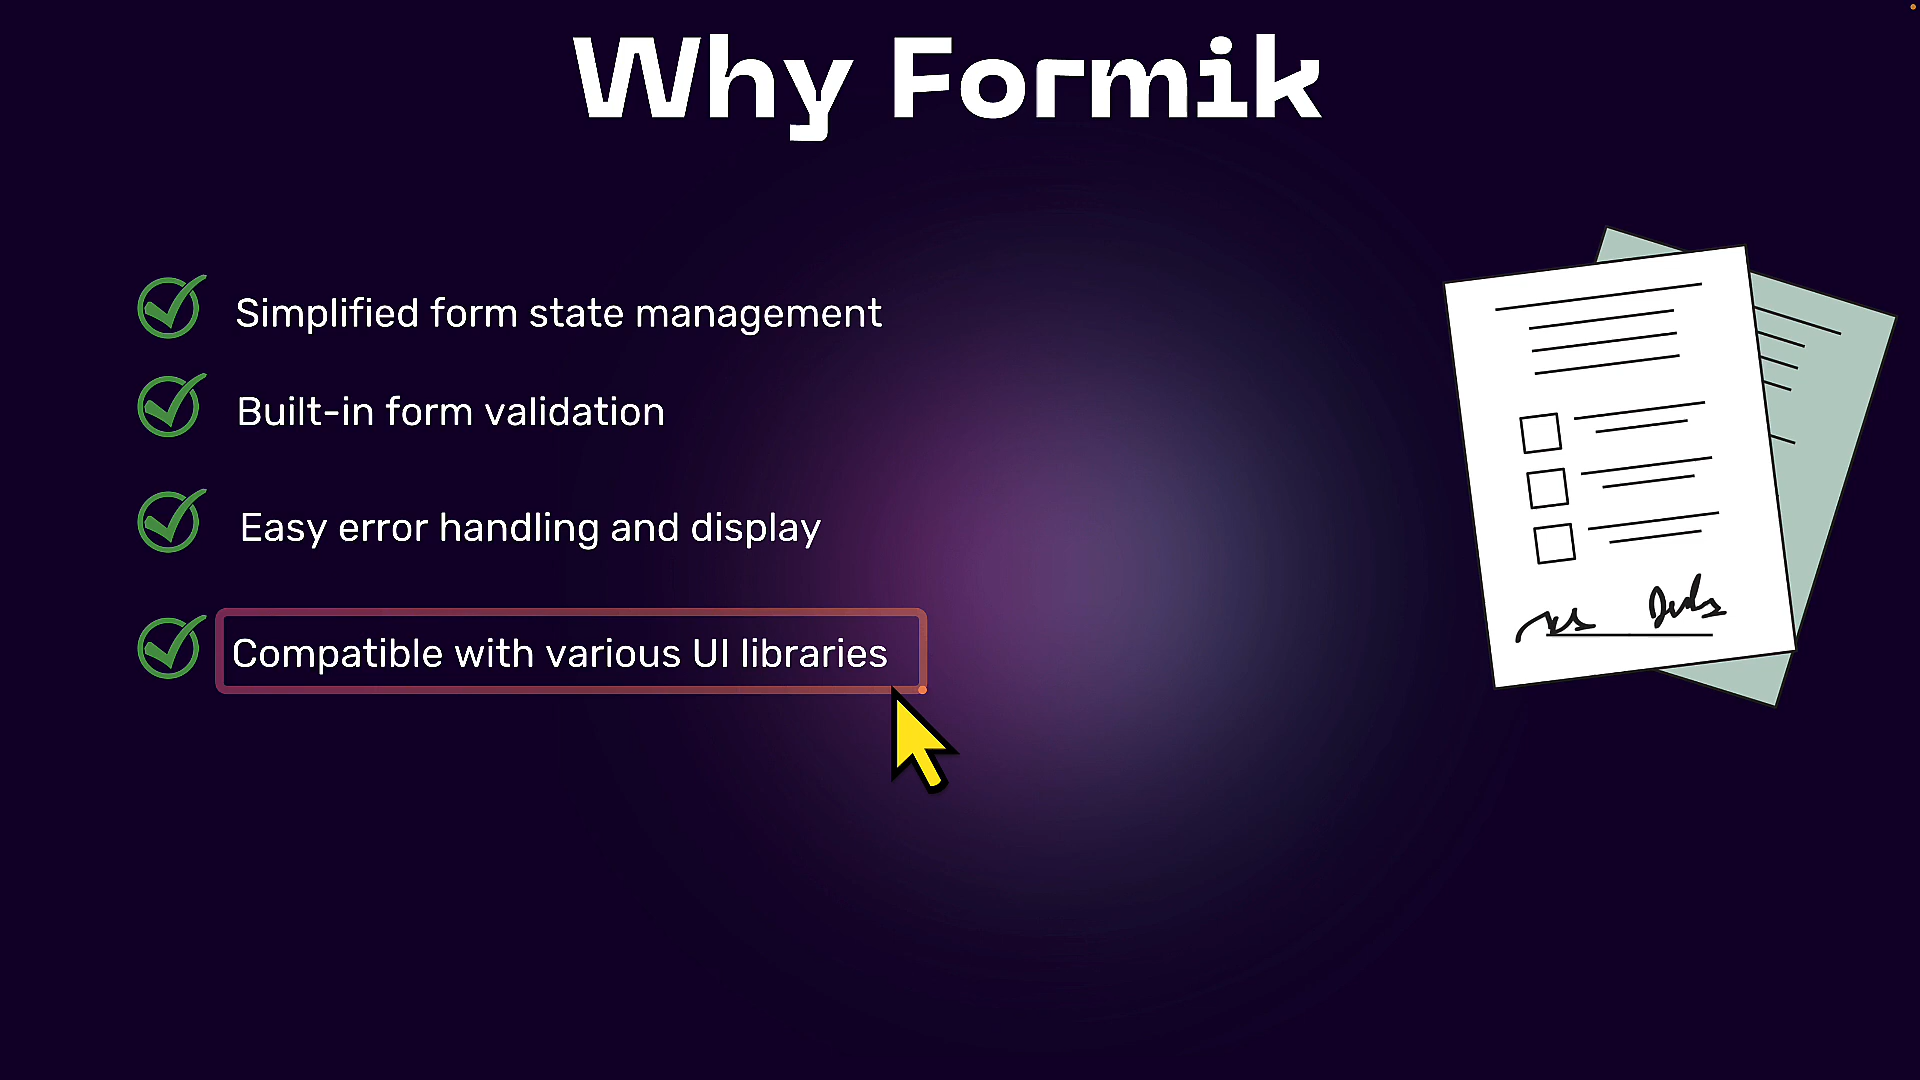 Why Formik
Simplified form state management
Built-in form validation
Easy error handling and display
Compatible with various UI libraries